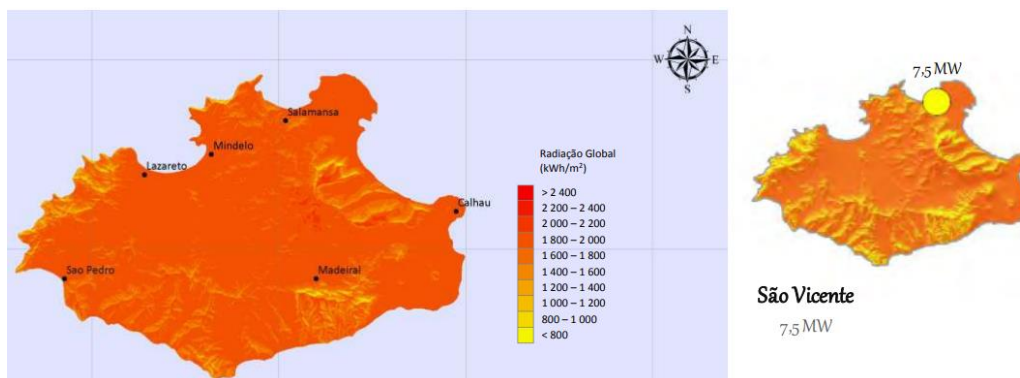 N
W
E
S
Salamansa
Mindelo
Lazareto
Calhau
Sao Pedro
Madeiral
Radiação Global
(kWh/m²)
> 2 400
2 200 – 2 400
2 000 – 2 200
1 800 – 2 000
1 600 – 1 800
1 400 – 1 600
1 200 – 1 400
1 000 – 1 200
800 – 1 000
< 800
7,5 MW
São Vicente
7,5 MW